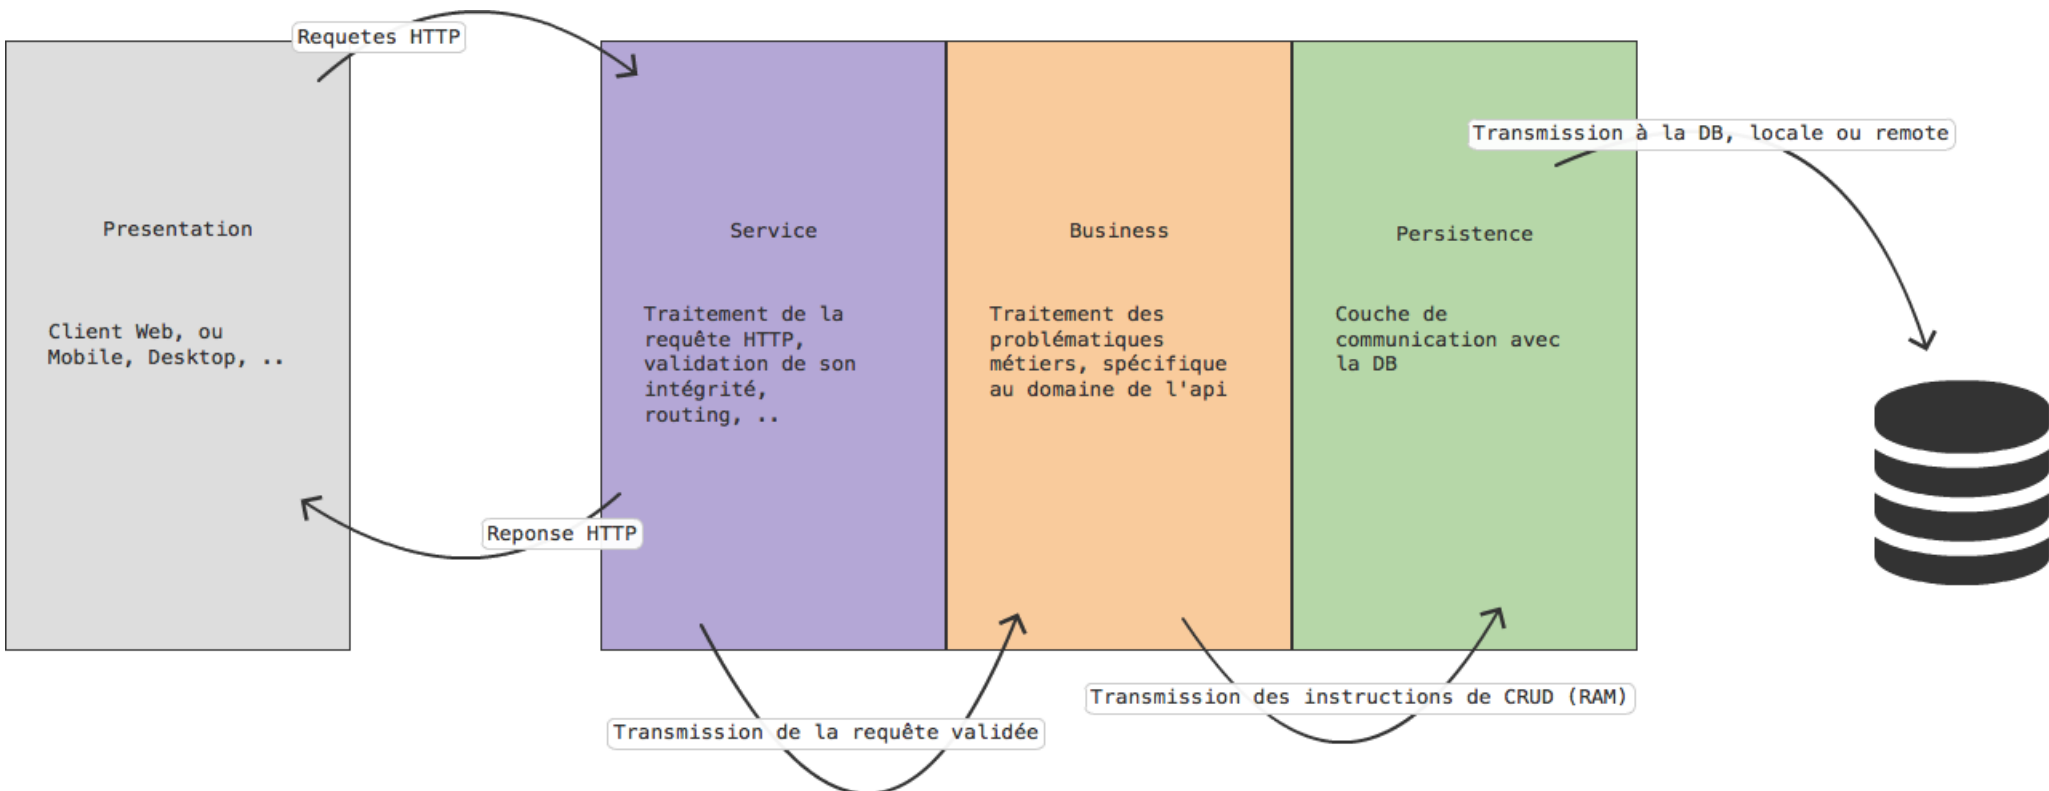 Requetes HTTP
Transmission à la DB, locale ou remote
Presentation
Client Web, ou
Mobile, Desktop, ..
Service
Traitement de la
requête HTTP,
validation de son
intégrité,
routing, ..
Business
Traitement des
problématiques
métiers, spécifique
au domaine de l'api
Persistence
Couche de
communication avec
la DB
Reponse HTTP
Transmission de la requête validée
Transmission des instructions de CRUD (RAM)